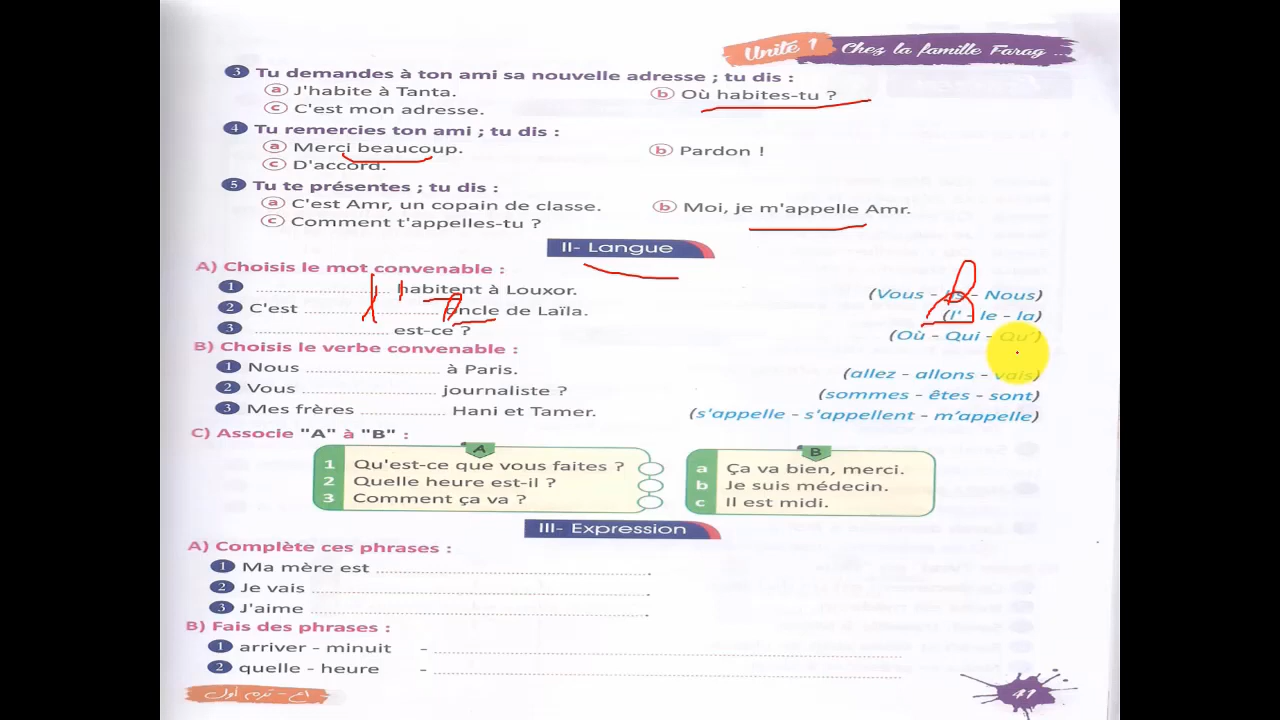 Unité 1 Chez la famille Farag ...
3 Tu demandes à ton ami sa nouvelle adresse ; tu dis :
a J'habite à Tanta. b Où habites-tu ?
c C'est mon adresse.
4 Tu remercies ton ami ; tu dis :
a Merci beaucoup. b Pardon !
c D'accord.
5 Tu te présentes ; tu dis :
a C'est Amr, un copain de classe. b Moi, je m'appelle Amr.
c Comment t'appelles-tu ?
II- Langue
A) Choisis le mot convenable :
1 ........................ habitent à Louxor. (Vous - Ils - Nous)
2 C'est ........................ oncle de Laïla. (l' - le - la)
3 ........................ est-ce ? (Où - Qui - Qu')
B) Choisis le verbe convenable :
1 Nous ........................ à Paris. (allez - allons - vais)
2 Vous ........................ journaliste ? (sommes - êtes - sont)
3 Mes frères ................ Hani et Tamer. (s'appelle - s'appellent - m'appelle)
C) Associe "A" à "B" :
A B
1 Qu'est-ce que vous faites ? a Ça va bien, merci.
2 Quelle heure est-il ? b Je suis médecin.
3 Comment ça va ? c Il est midi.
III- Expression
A) Complète ces phrases :
1 Ma mère est ................................................
2 Je vais ................................................
3 J'aime ................................................
B) Fais des phrases :
1 arriver - minuit - ................................................
2 quelle - heure - ................................................
٤١
ترم أول